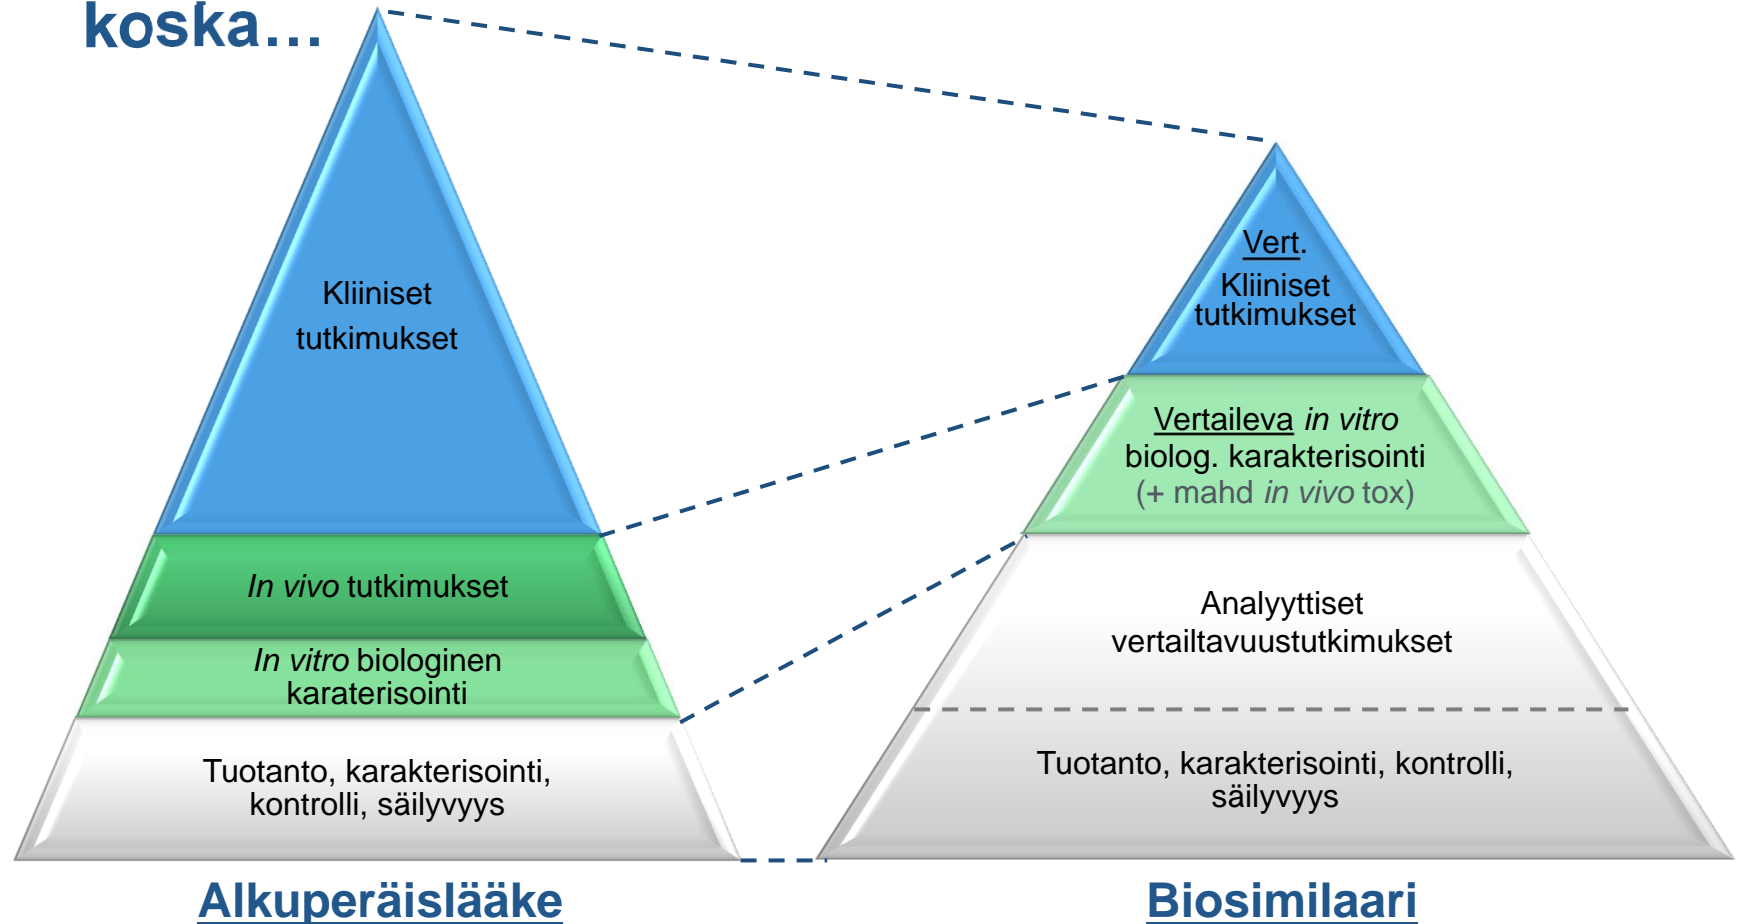 koska…
Kliiniset
tutkimukset
In vivo tutkimukset
In vitro biologinen
karaterisointi
Tuotanto, karakterisointi,
kontrolli, säilyvyys
Alkuperäislääke
Vert.
Kliiniset
tutkimukset
Vertaileva in vitro
biolog. karakterisointi
(+ mahd in vivo tox)
Analyyttiset
vertailtavuustutkimukset
Tuotanto, karakterisointi, kontrolli,
säilyvyys
Biosimilaari